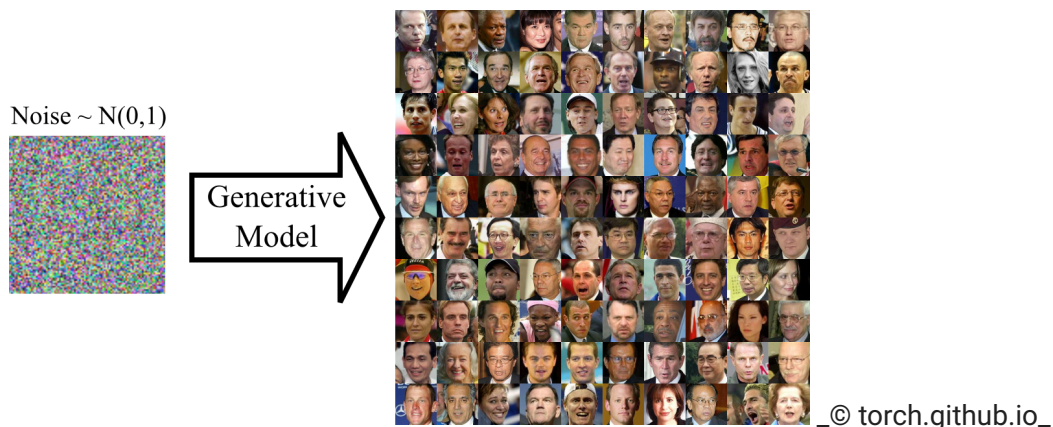 Noise ~ N(0,1)
Generative
Model
_© torch.github.io_